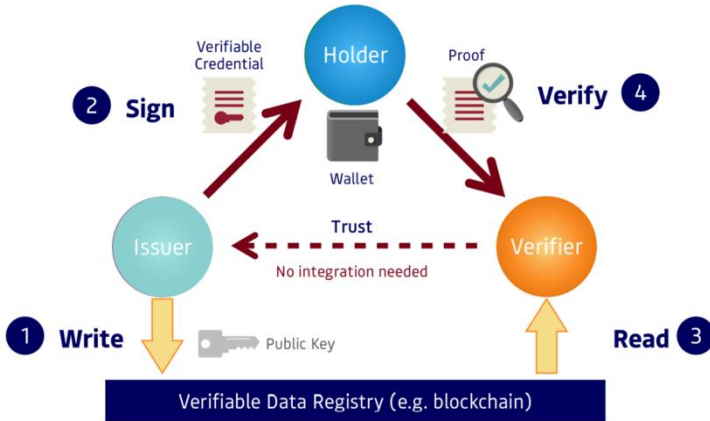 Verifiable
Credential
Holder
Proof
2 Sign
Verify 4
Wallet
Issuer
Trust
Verifier
No integration needed
1 Write
Public Key
Read 3
Verifiable Data Registry (e.g. blockchain)